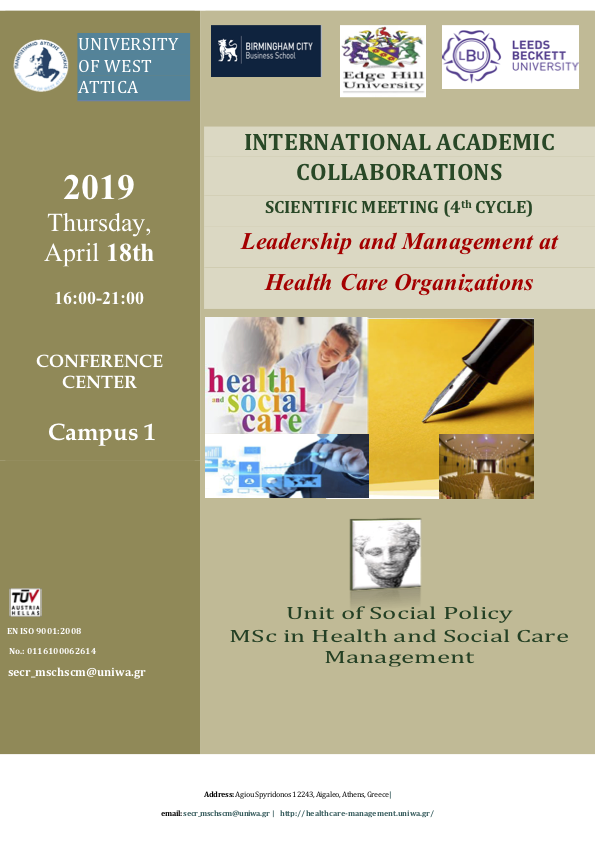 UNIVERSITY
OF WEST
ATTICA
BIRMINGHAM CITY
Business School
Edge Hill
University
LBU
LEEDS
BECKETT
UNIVERSITY
2019
Thursday,
April 18th
16:00-21:00
CONFERENCE
CENTER
Campus 1
INTERNATIONAL ACADEMIC
COLLABORATIONS
SCIENTIFIC MEETING (4th CYCLE)
Leadership and Management at
Health Care Organizations
health
and social
care
TÜV
AUSTRIA
HELLAS
EN ISO 9001:2008
No.: 0116100062614
secr_mschscm@uniwa.gr
Unit of Social Policy
MSc in Health and Social Care
Management
Address: Agiou Spyridonos 12243, Aigaleo, Athens, Greece|
email: secr_mschscm@uniwa.gr | http://healthcare-management.uniwa.gr/